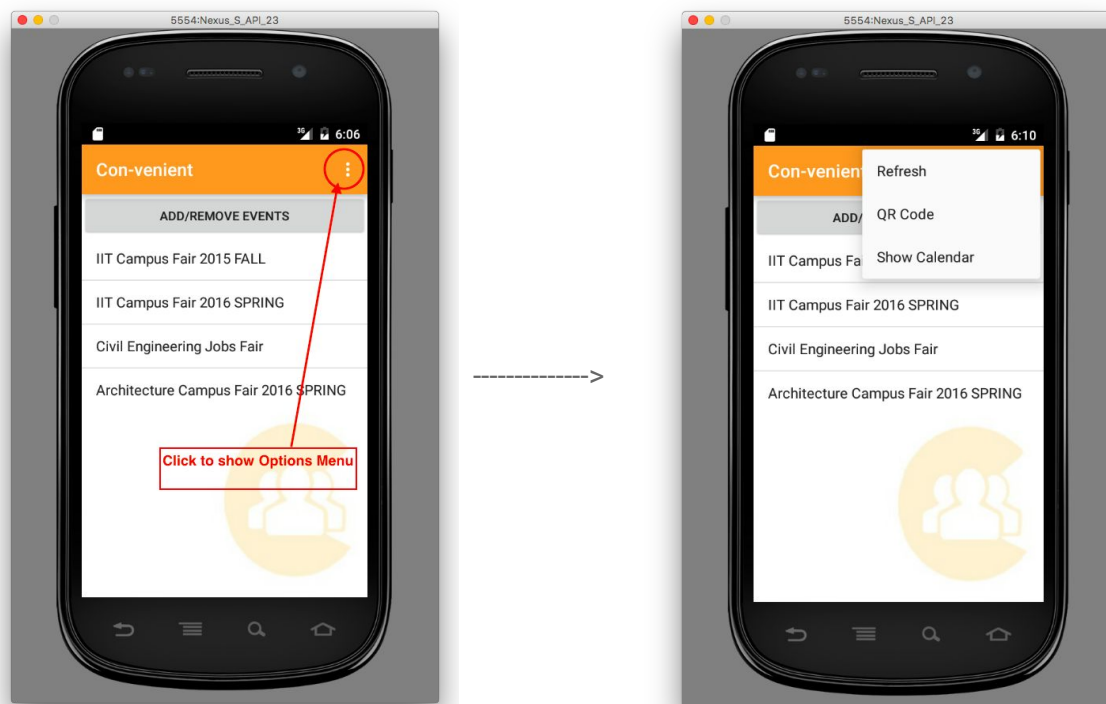 5554:Nexus_S_API_23
3G 6:06
Con-venient
ADD/REMOVE EVENTS
IIT Campus Fair 2015 FALL
IIT Campus Fair 2016 SPRING
Civil Engineering Jobs Fair
Architecture Campus Fair 2016 SPRING
Click to show Options Menu
-------------->
5554:Nexus_S_API_23
3G 6:10
Con-venient
Refresh
ADD/
QR Code
IIT Campus Fa
Show Calendar
IIT Campus Fair 2016 SPRING
Civil Engineering Jobs Fair
Architecture Campus Fair 2016 SPRING